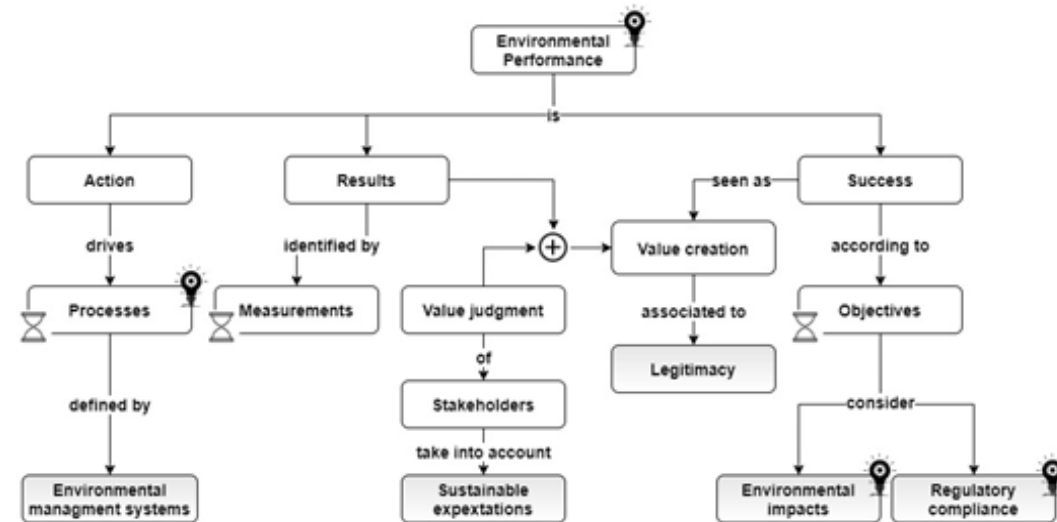 Environmental
Performance
is
Action
Results
seen as
Success
drives
identified by
Value creation
according to
Processes
Measurements
Value judgment
associated to
Objectives
of
Legitimacy
defined by
Stakeholders
consider
take into account
Environmental
managment systems
Sustainable
expextations
Environmental
impacts
Regulatory
compliance